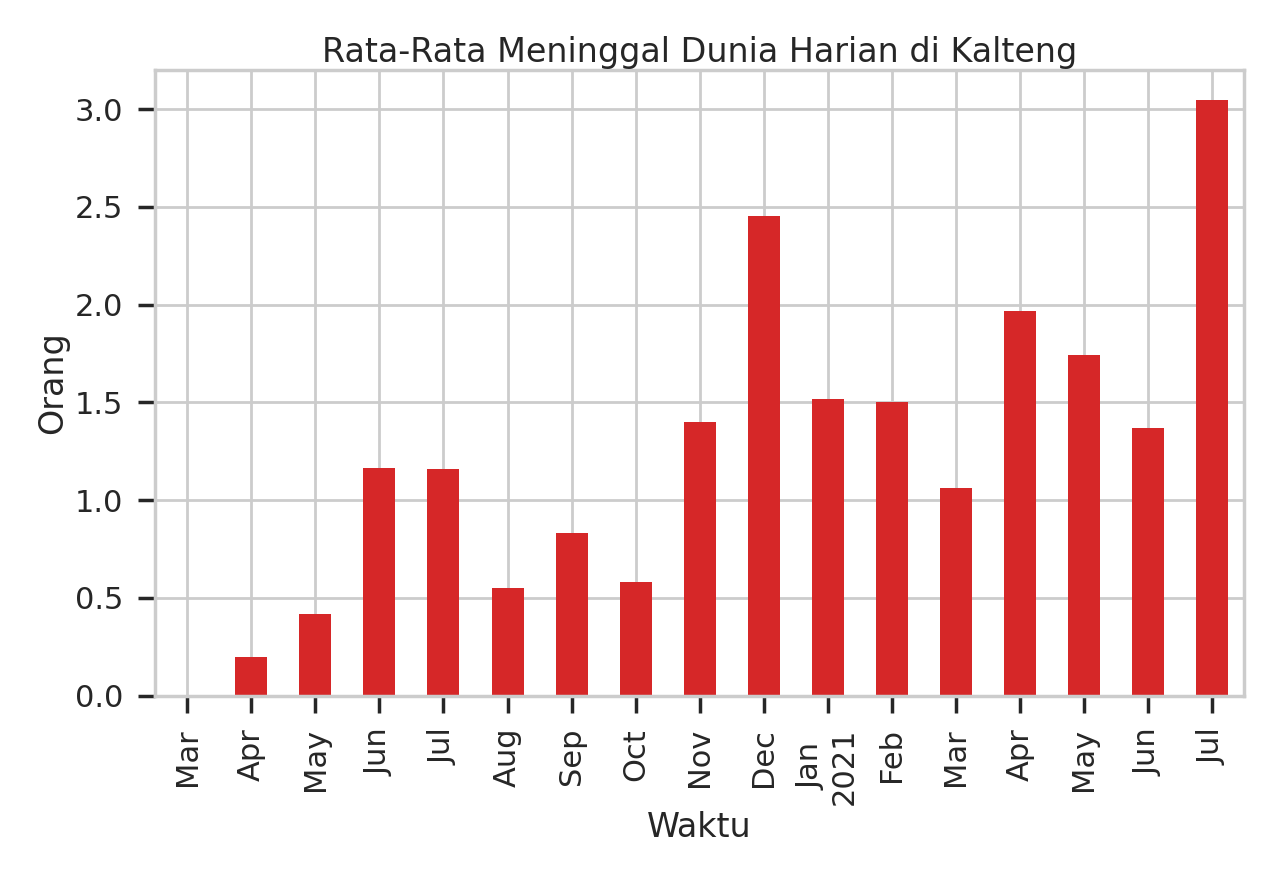 Rata-Rata Meninggal Dunia Harian di Kalteng
3.0
2.5
2.0
1.5
1.0
0.5
0.0
Orang
Mar
Apr
May
Jun
Jul
Aug
Sep
Oct
Nov
Dec
Jan
2021
Feb
Mar
Apr
May
Jun
Jul
Waktu